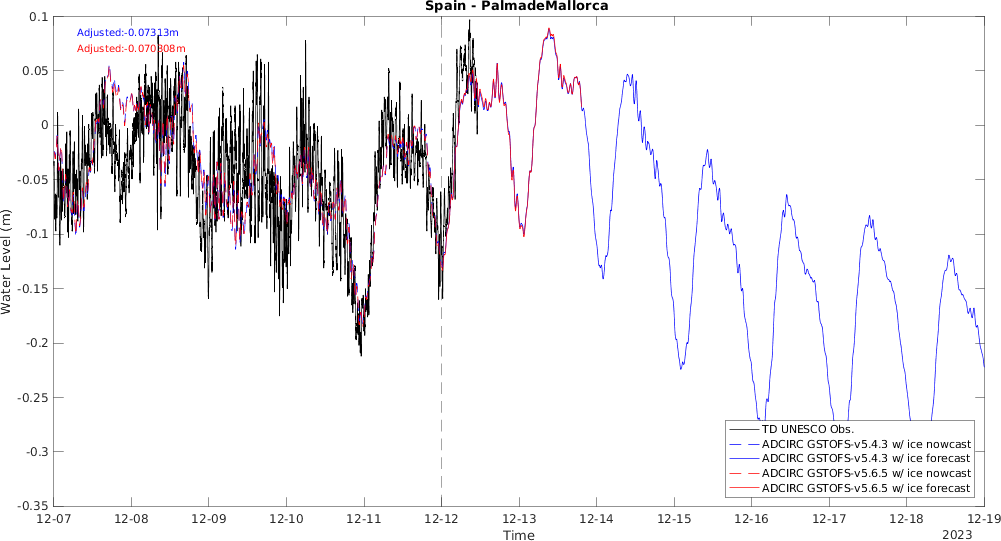 Spain - PalmadeMallorca
Adjusted:-0.07313m
Adjusted:-0.070808m
0.1
0.05
0
-0.05
-0.1
-0.15
-0.2
-0.25
-0.3
-0.35
Water Level (m)
TD UNESCO Obs.
ADCIRC GSTOFS-v5.4.3 w/ ice nowcast
ADCIRC GSTOFS-v5.4.3 w/ ice forecast
ADCIRC GSTOFS-v5.6.5 w/ ice nowcast
ADCIRC GSTOFS-v5.6.5 w/ ice forecast
12-07 12-08 12-09 12-10 12-11 12-12 12-13 12-14 12-15 12-16 12-17 12-18 12-19
Time
2023